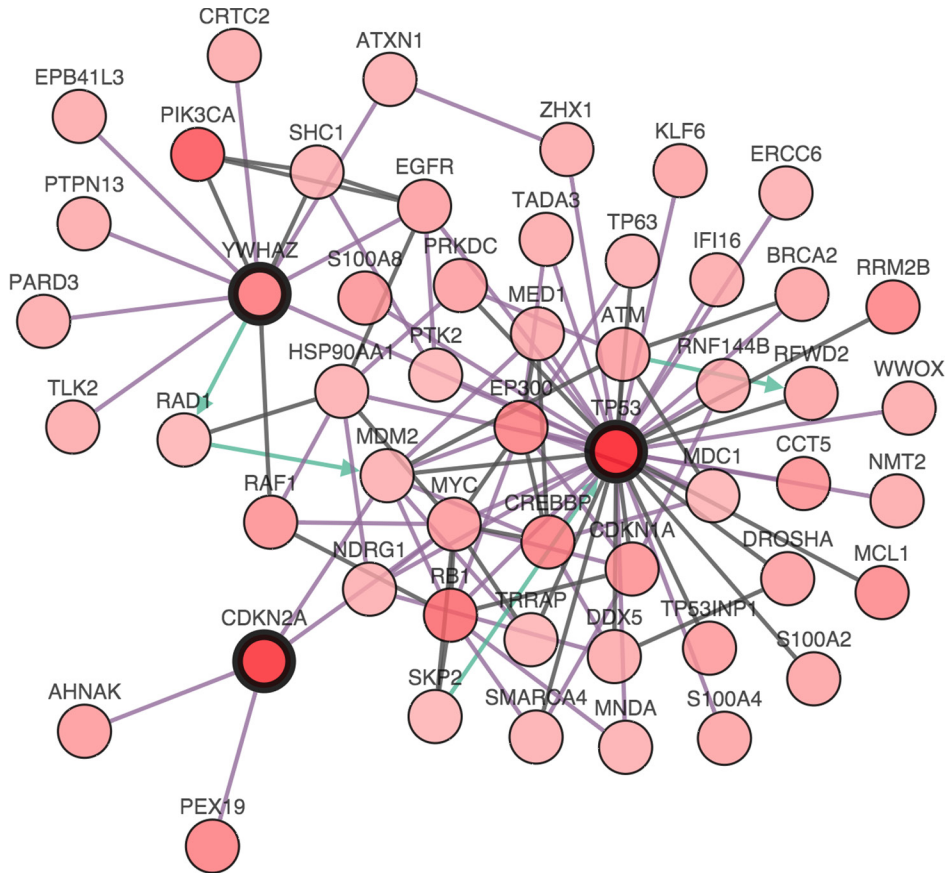 CRTC2
ATXN1
EPB41L3
PIK3CA
SHC1
ZHX1
KLF6
ERCC6
EGFR
PTPN13
TADA3
TP63
IFI16
YWHAZ
S100A8
PRKDC
BRCA2
RRM2B
PARD3
MED1
ATM
HSP90AA1
PTK2
RNF144B
RFWD2
WWOX
TLK2
RAD1
EP300
TP53
MDM2
MDC1
CCT5
NMT2
RAF1
MYC
CREBBP
CDKN1A
DROSHA
MCL1
NDRG1
RB1
TRRAP
DDX5
TP53INP1
CDKN2A
S100A2
SKP2
AHNAK
SMARCA4
MNDA
S100A4
PEX19